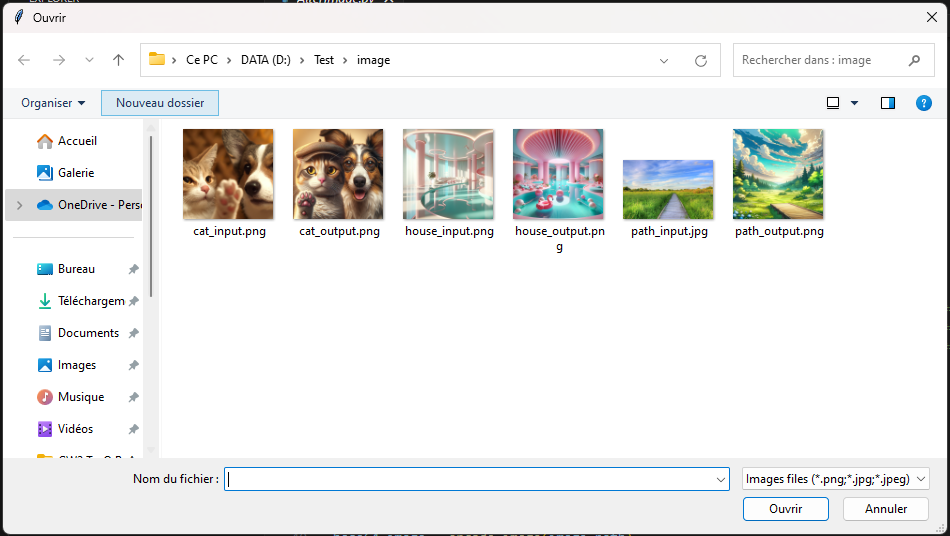 EXPLORER
Ouvrir
Ce PC
DATA (D:)
Test
image
Rechercher dans : image
Organiser
Nouveau dossier
Accueil
Galerie
OneDrive - Pers
Bureau
Téléchargem
Documents
Images
Musique
Vidéos
cat_input.png
cat_output.png
house_input.png
house_output.pn
g
path_input.jpg
path_output.png
Nom du fichier :
Images files (*.png;*.jpg;*.jpeg)
Ouvrir
Annuler